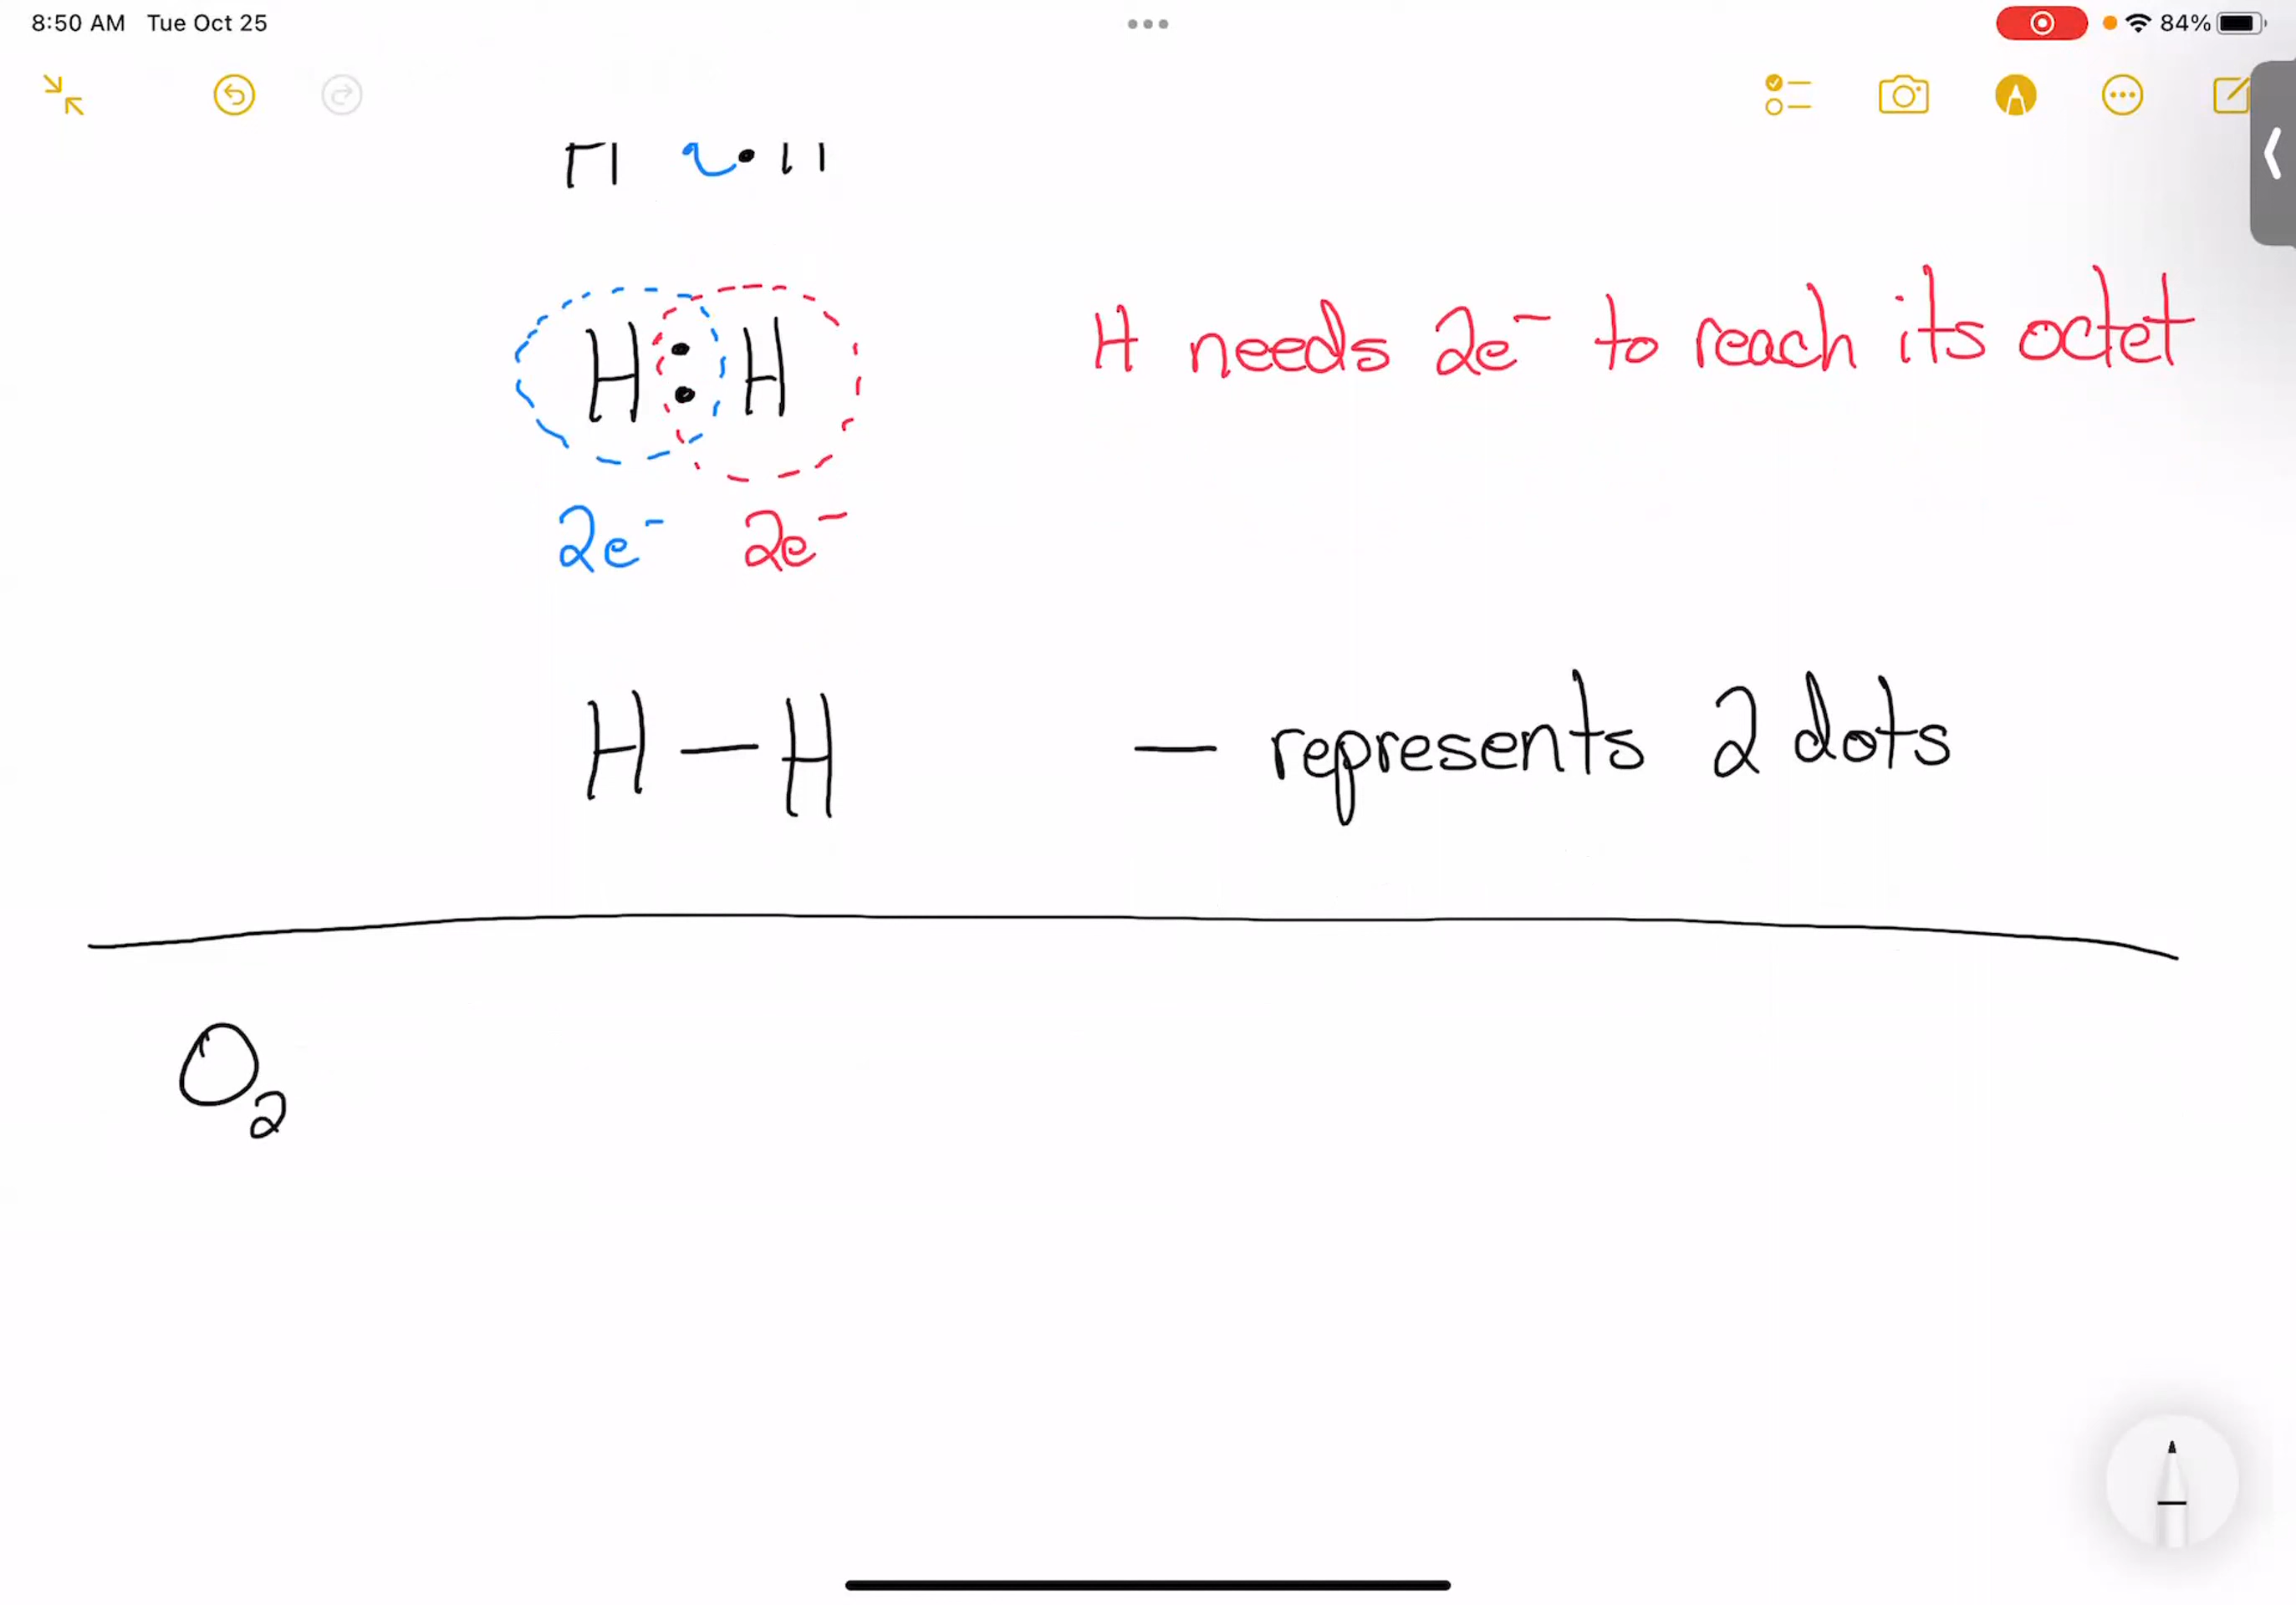 8:50 AM Tue Oct 25
84%
H : H
H needs 2e⁻ to reach its octet
2e⁻ 2e⁻
H — H
— represents 2 dots
O₂